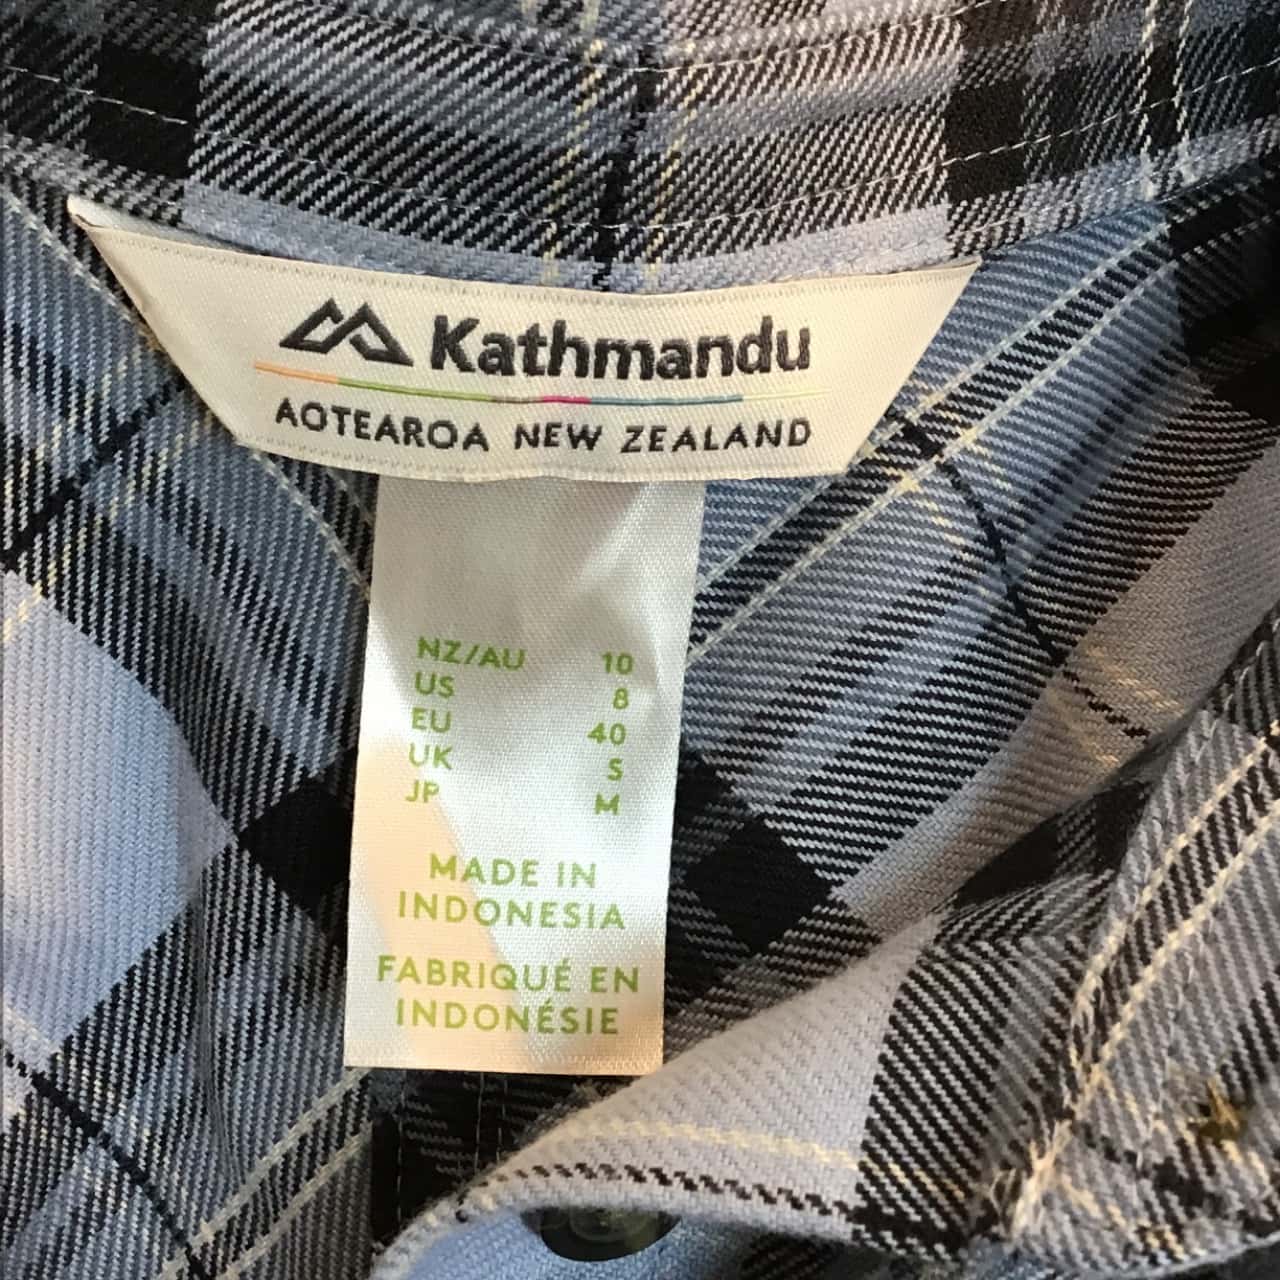 Kathmandu
AOTEAROA NEW ZEALAND
NZ/AU 10
US 8
EU 40
UK S
JP M
MADE IN
INDONESIA
FABRIQUÉ EN
INDONÉSIE